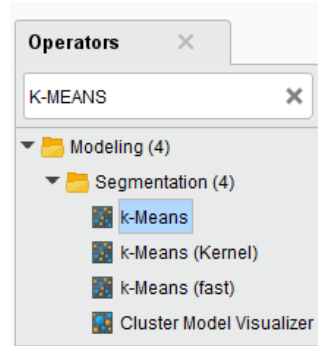 Operators
K-MEANS
Modeling (4)
Segmentation (4)
k-Means
k-Means (Kernel)
k-Means (fast)
Cluster Model Visualizer